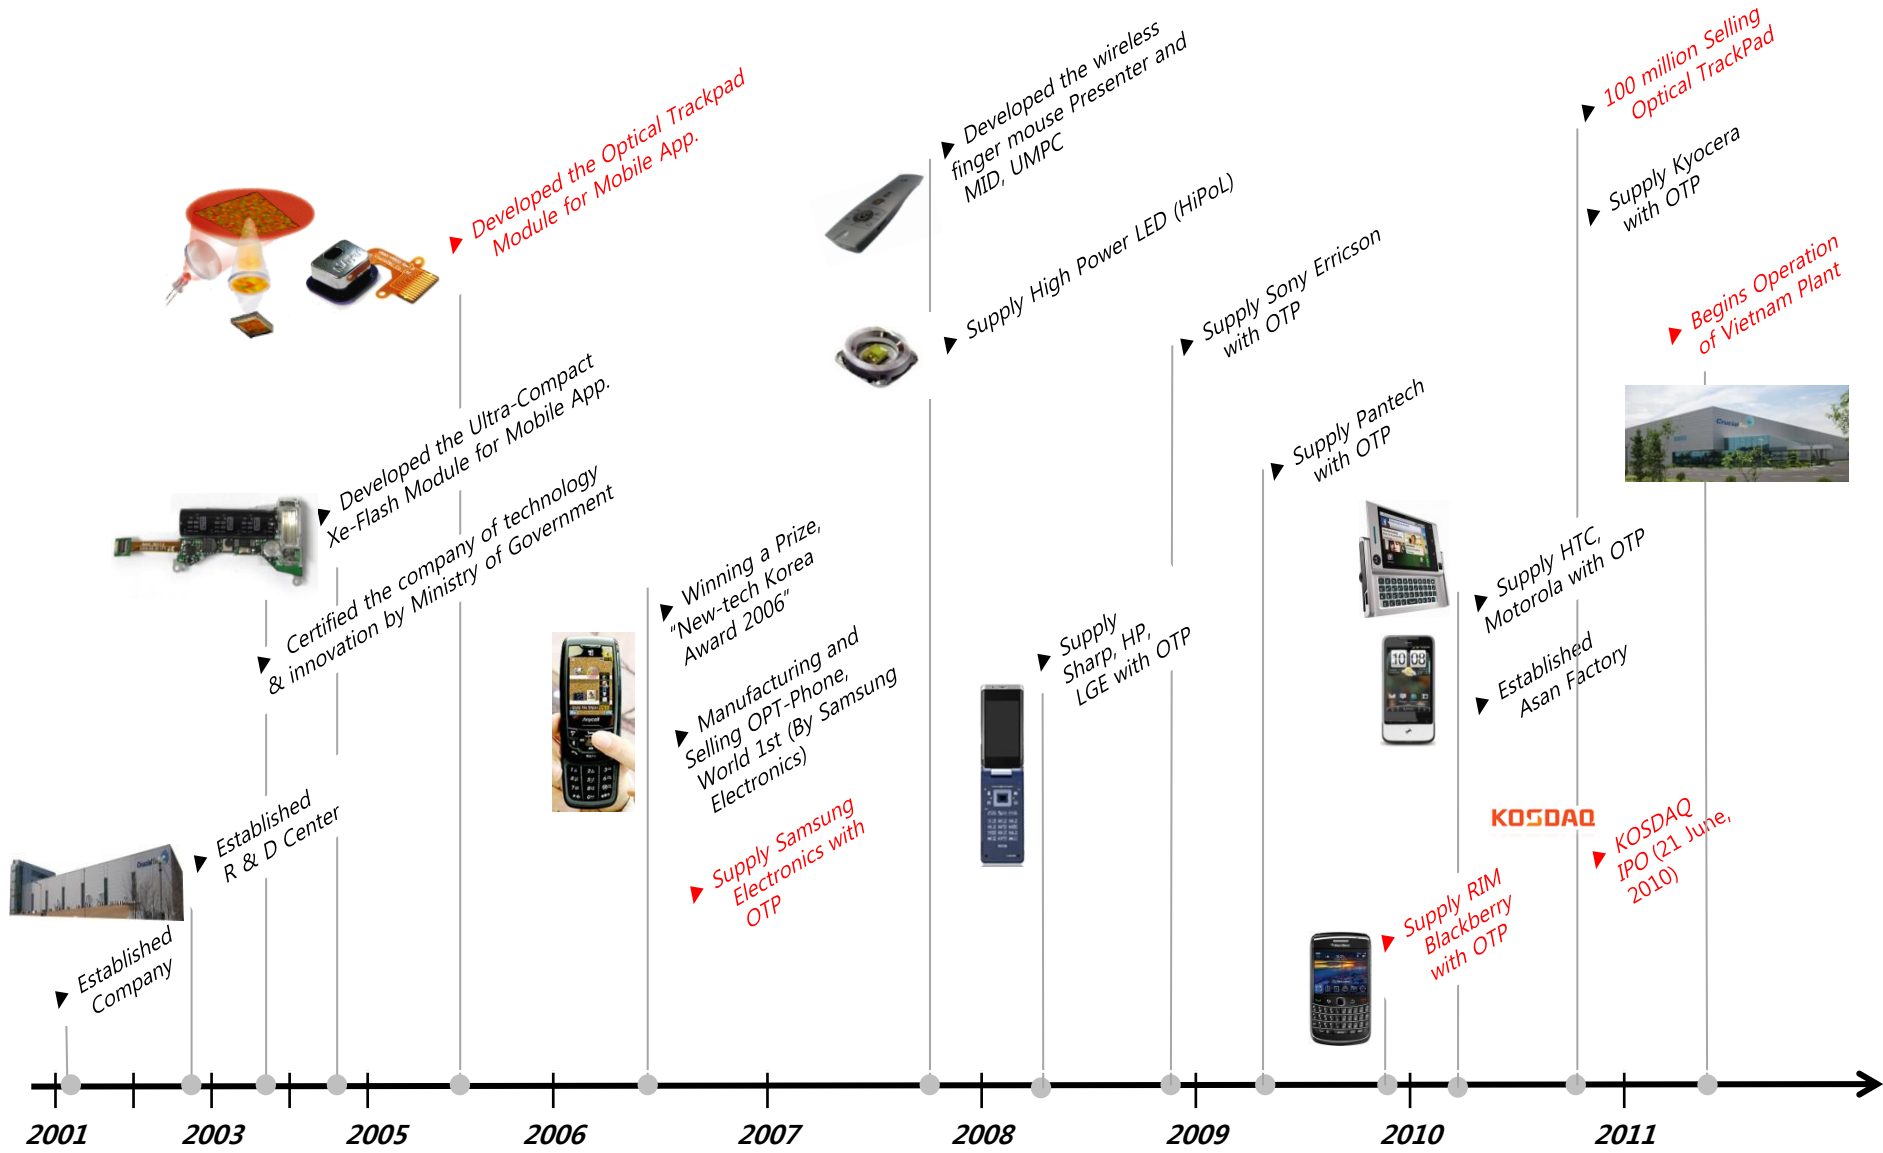 Established
Company
Established
R & D Center
Certified the company of technology
& innovation by Ministry of Government
Developed the Ultra-Compact
Xe-Flash Module for Mobile App.
Developed the Optical Trackpad
Module for Mobile App.
Winning a Prize,
"New-tech Korea
Award 2006"
Manufacturing and
Selling OPT-Phone,
World 1st (By Samsung
Electronics)
Supply Samsung
Electronics with
OTP
Developed the wireless
finger mouse Presenter and
MID, UMPC
Supply High Power LED (HiPoL)
Supply
Sharp, HP,
LGE with OTP
Supply Sony Erricson
with OTP
Supply Pantech
with OTP
Supply RIM
Blackberry
with OTP
Supply HTC,
Motorola with OTP
Established
Asan Factory
100 million Selling
Optical TrackPad
Supply Kyocera
with OTP
KOSDAQ
KOSDAQ
IPO (21 June,
2010)
Begins Operation
of Vietnam Plant
Crucial
Crucial
Anycall
10 08
2001
2003
2005
2006
2007
2008
2009
2010
2011